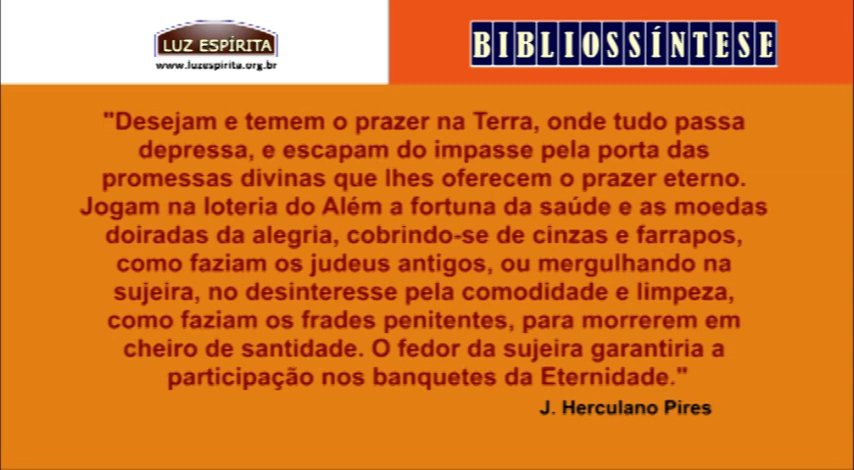 LUZ ESPÍRITA
www.luzespirita.org.br
BIBLIOSSÍNTESE
"Desejam e temem o prazer na Terra, onde tudo passa
depressa, e escapam do impasse pela porta das
promessas divinas que lhes oferecem o prazer eterno.
Jogam na loteria do Além a fortuna da saúde e as moedas
doiradas da alegria, cobrindo-se de cinzas e farrapos,
como faziam os judeus antigos, ou mergulhando na
sujeira, no desinteresse pela comodidade e limpeza,
como faziam os frades penitentes, para morrerem em
cheiro de santidade. O fedor da sujeira garantiria a
participação nos banquetes da Eternidade."
J. Herculano Pires